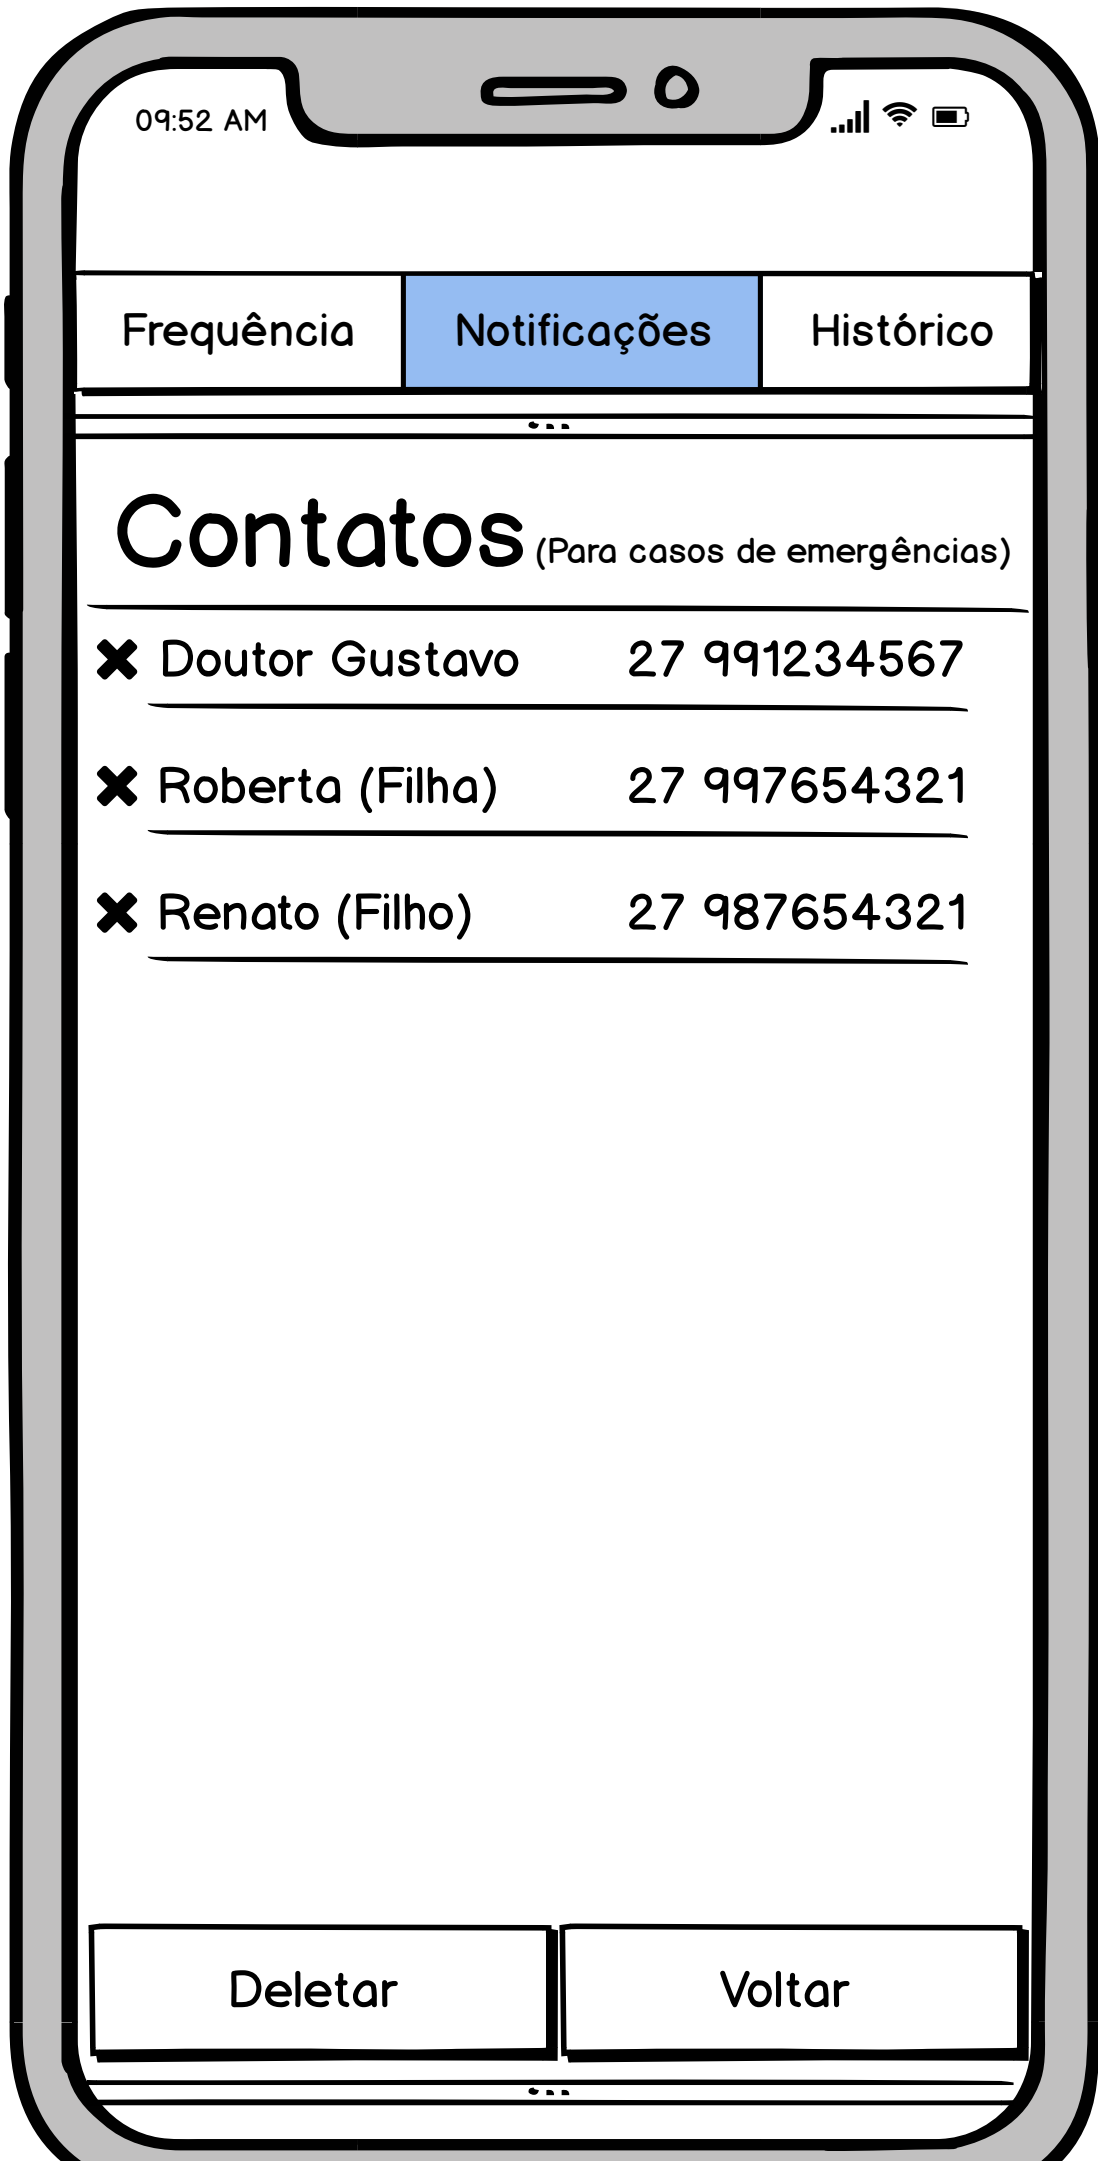 09:52 AM
Frequência Notificações Histórico
Contatos (Para casos de emergências)
Doutor Gustavo 27 991234567
Roberta (Filha) 27 997654321
Renato (Filho) 27 987654321
Deletar Voltar